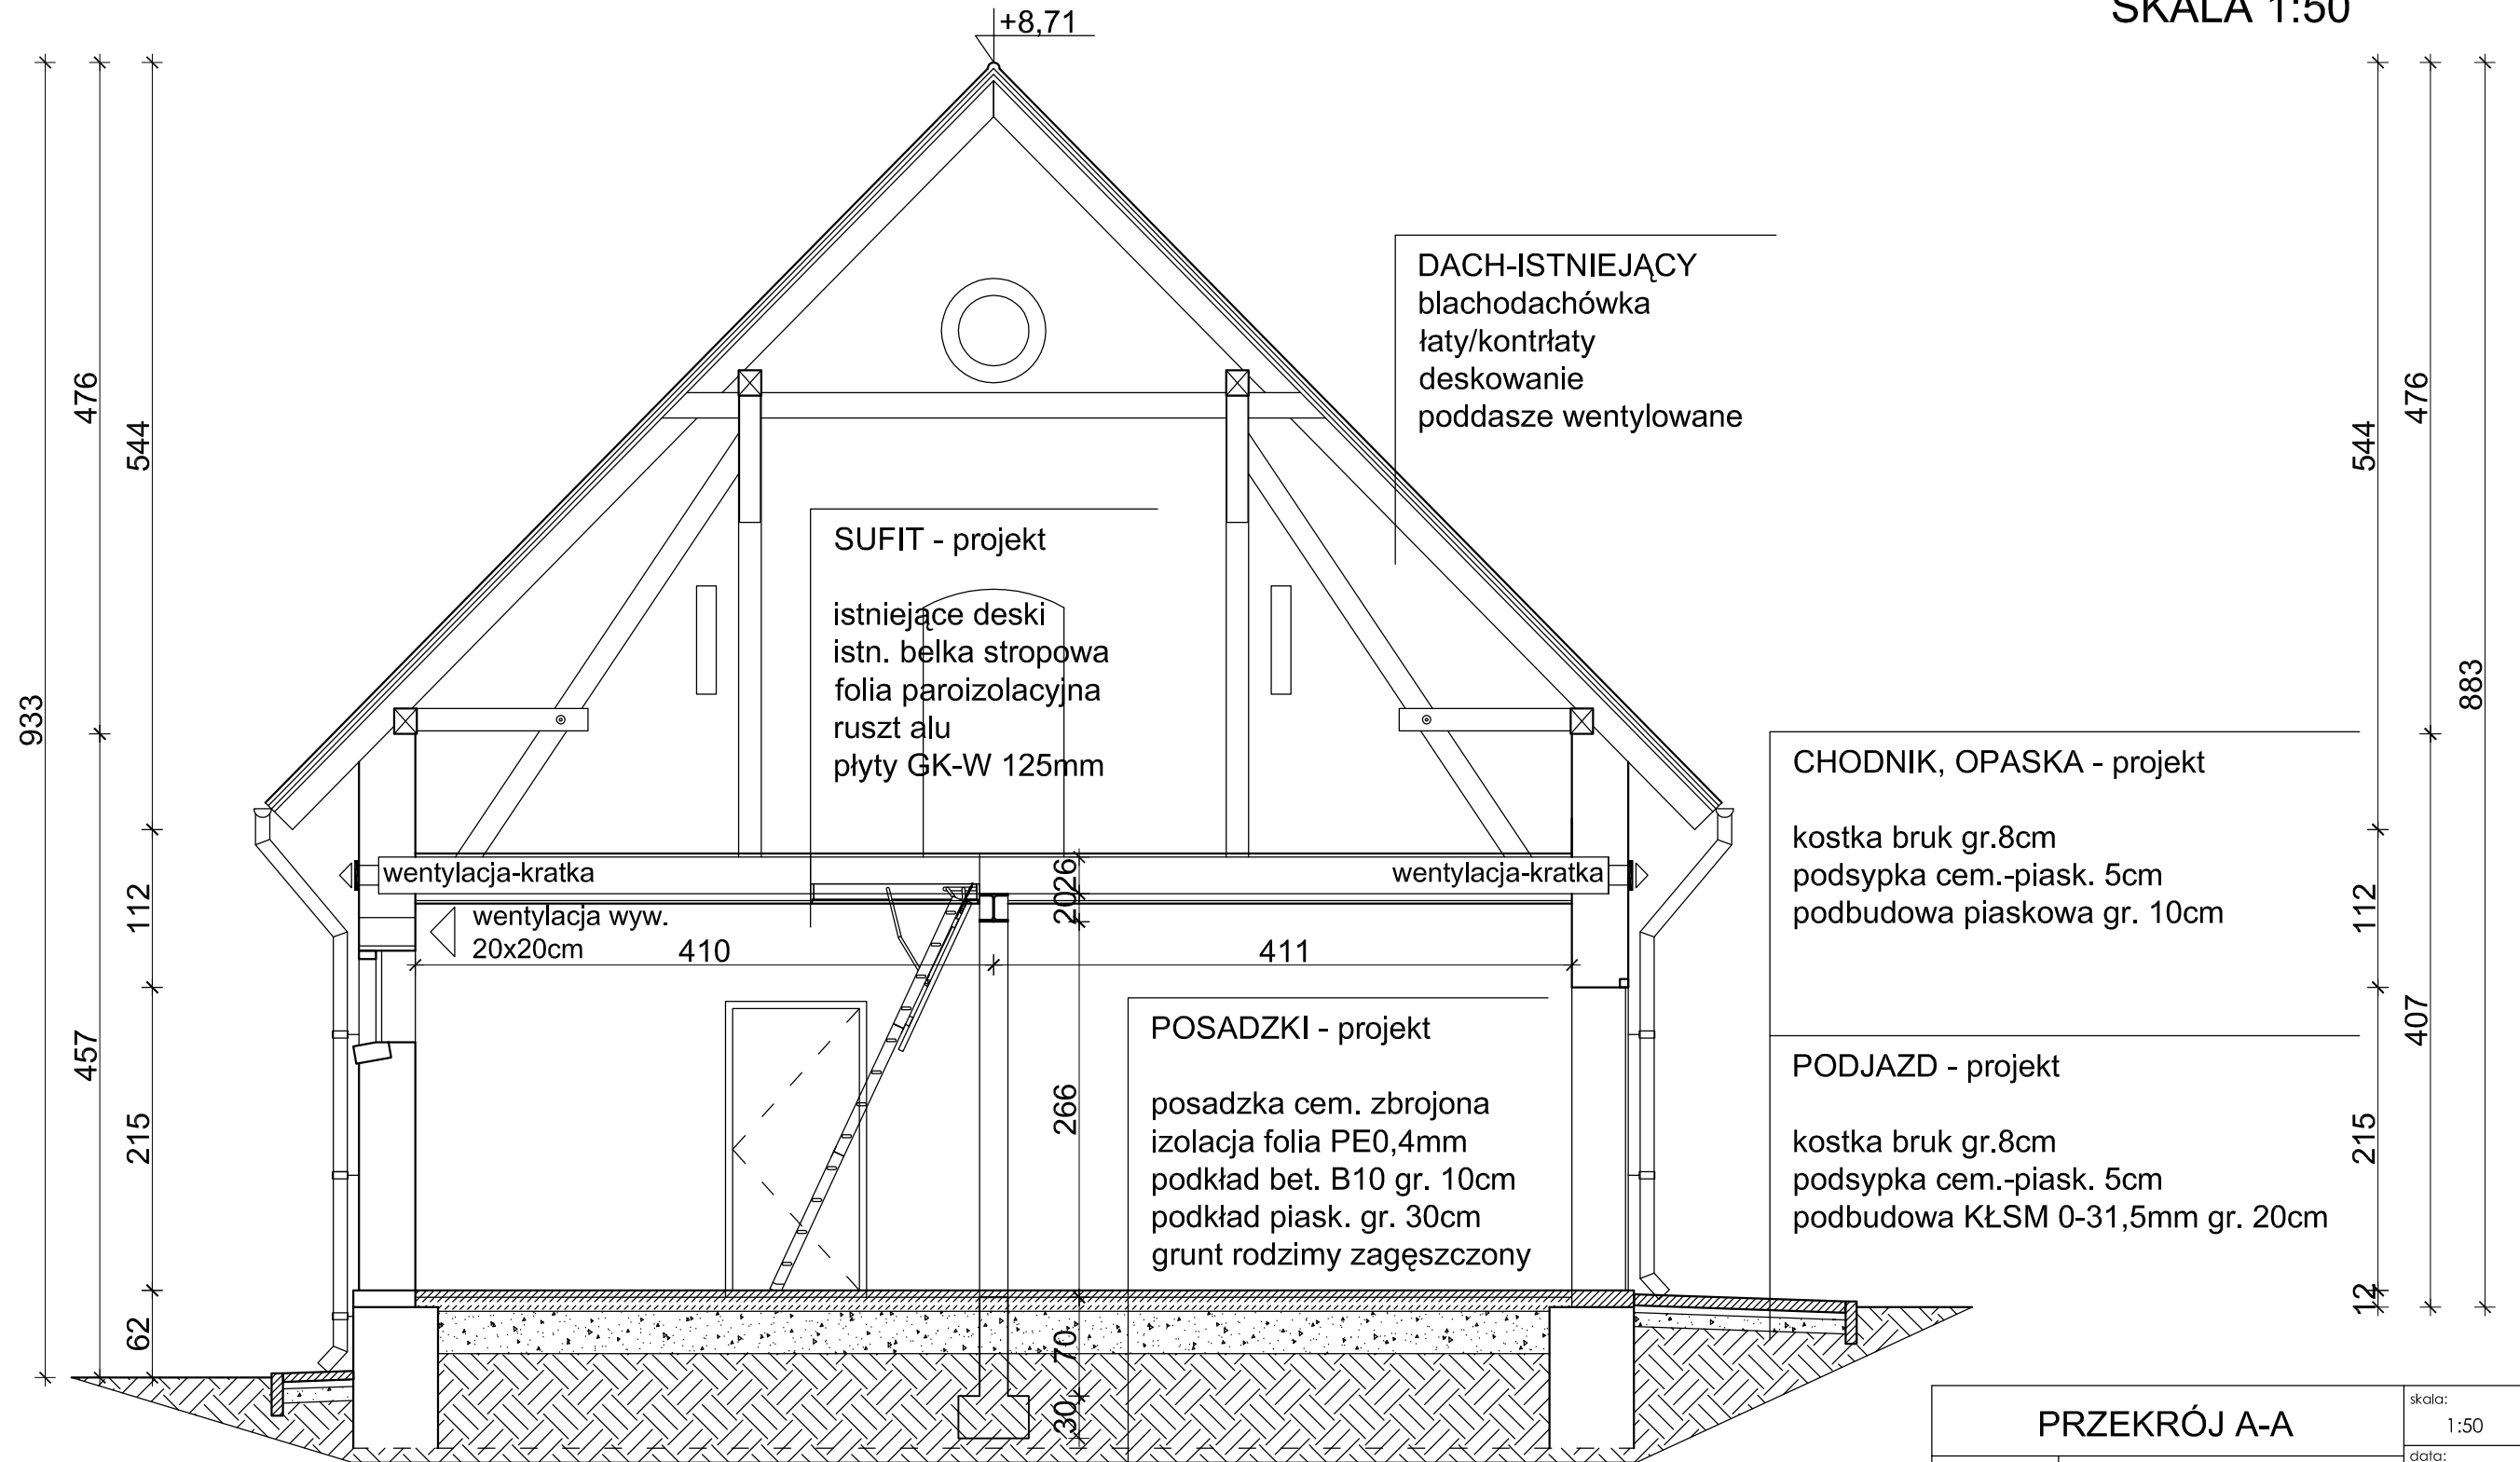 SKALA 1:50
+8,71
DACH-ISTNIEJĄCY
blachodachówka
łaty/kontrłaty
deskowanie
poddasze wentylowane
SUFIT - projekt
istniejące deski
istn. belka stropowa
folia paroizolacyjna
ruszt alu
płyty GK-W 125mm
CHODNIK, OPASKA - projekt
kostka bruk gr.8cm
podsypka cem.-piask. 5cm
podbudowa piaskowa gr. 10cm
PODJAZD - projekt
kostka bruk gr.8cm
podsypka cem.-piask. 5cm
podbudowa KŁSM 0-31,5mm gr. 20cm
POSADZKI - projekt
posadzka cem. zbrojona
izolacja folia PE0,4mm
podkład bet. B10 gr. 10cm
podkład piask. gr. 30cm
grunt rodzimy zagęszczony
wentylacja-kratka
wentylacja-kratka
wentylacja wyw.
20x20cm
410
411
933
476
457
544
112
215
62
26
20
266
70
30
544
112
215
12
476
407
883
PRZEKRÓJ A-A
skala:
1:50
data: